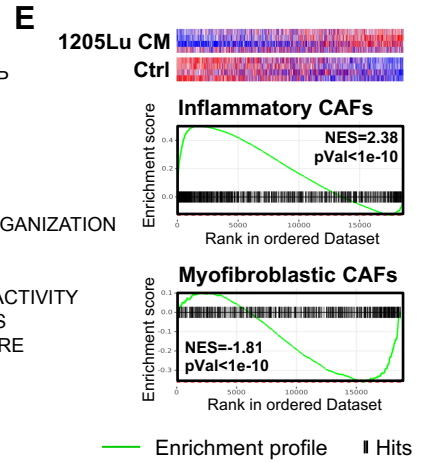 E
1205Lu CM
Ctrl
P
Inflammatory CAFs
Enrichment score
0.4
0.2
0.0
NES=2.38
pVal<1e-10
0
5000
10000
15000
Rank in ordered Dataset
GANIZATION
ACTIVITY
S
RE
Myofibroblastic CAFs
Enrichment score
0.1
0.0
-0.1
-0.2
-0.3
NES=-1.81
pVal<1e-10
0
5000
10000
15000
Rank in ordered Dataset
Enrichment profile
Hits